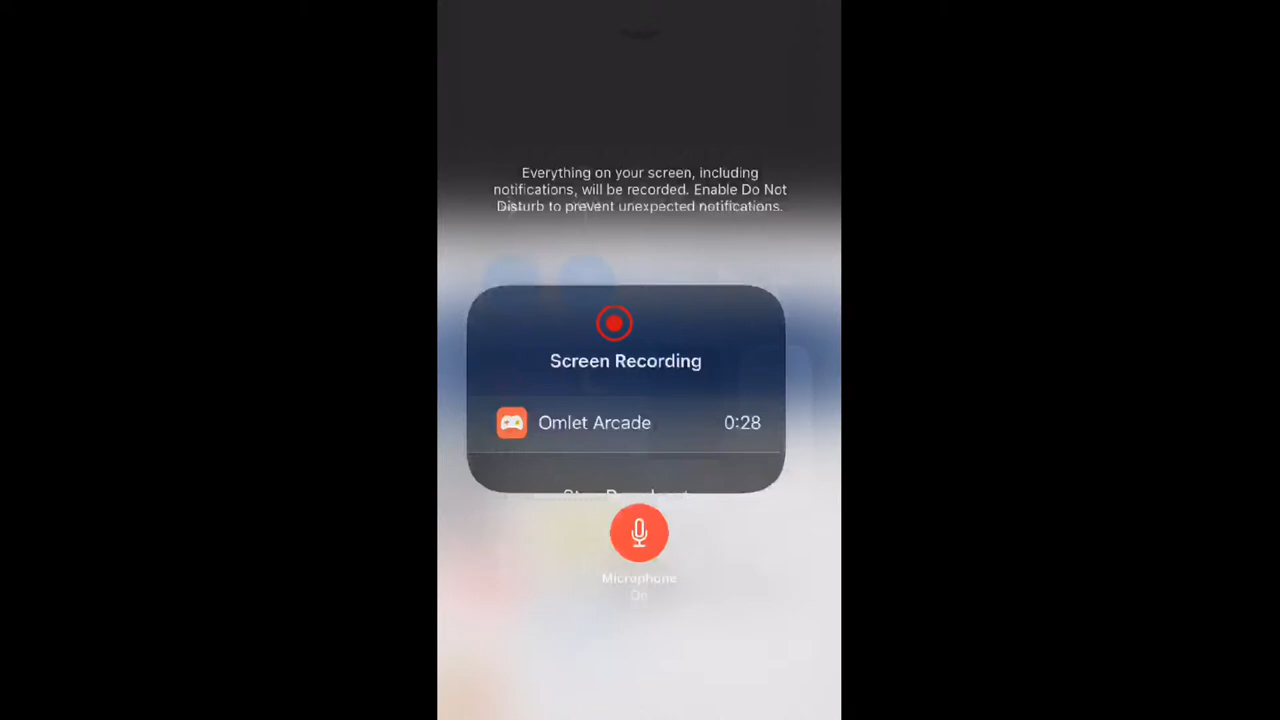 Everything on your screen, including
notifications, will be recorded. Enable Do Not
Disturb to prevent unexpected notifications.
Screen Recording
Omlet Arcade 0:28
Microphone
On